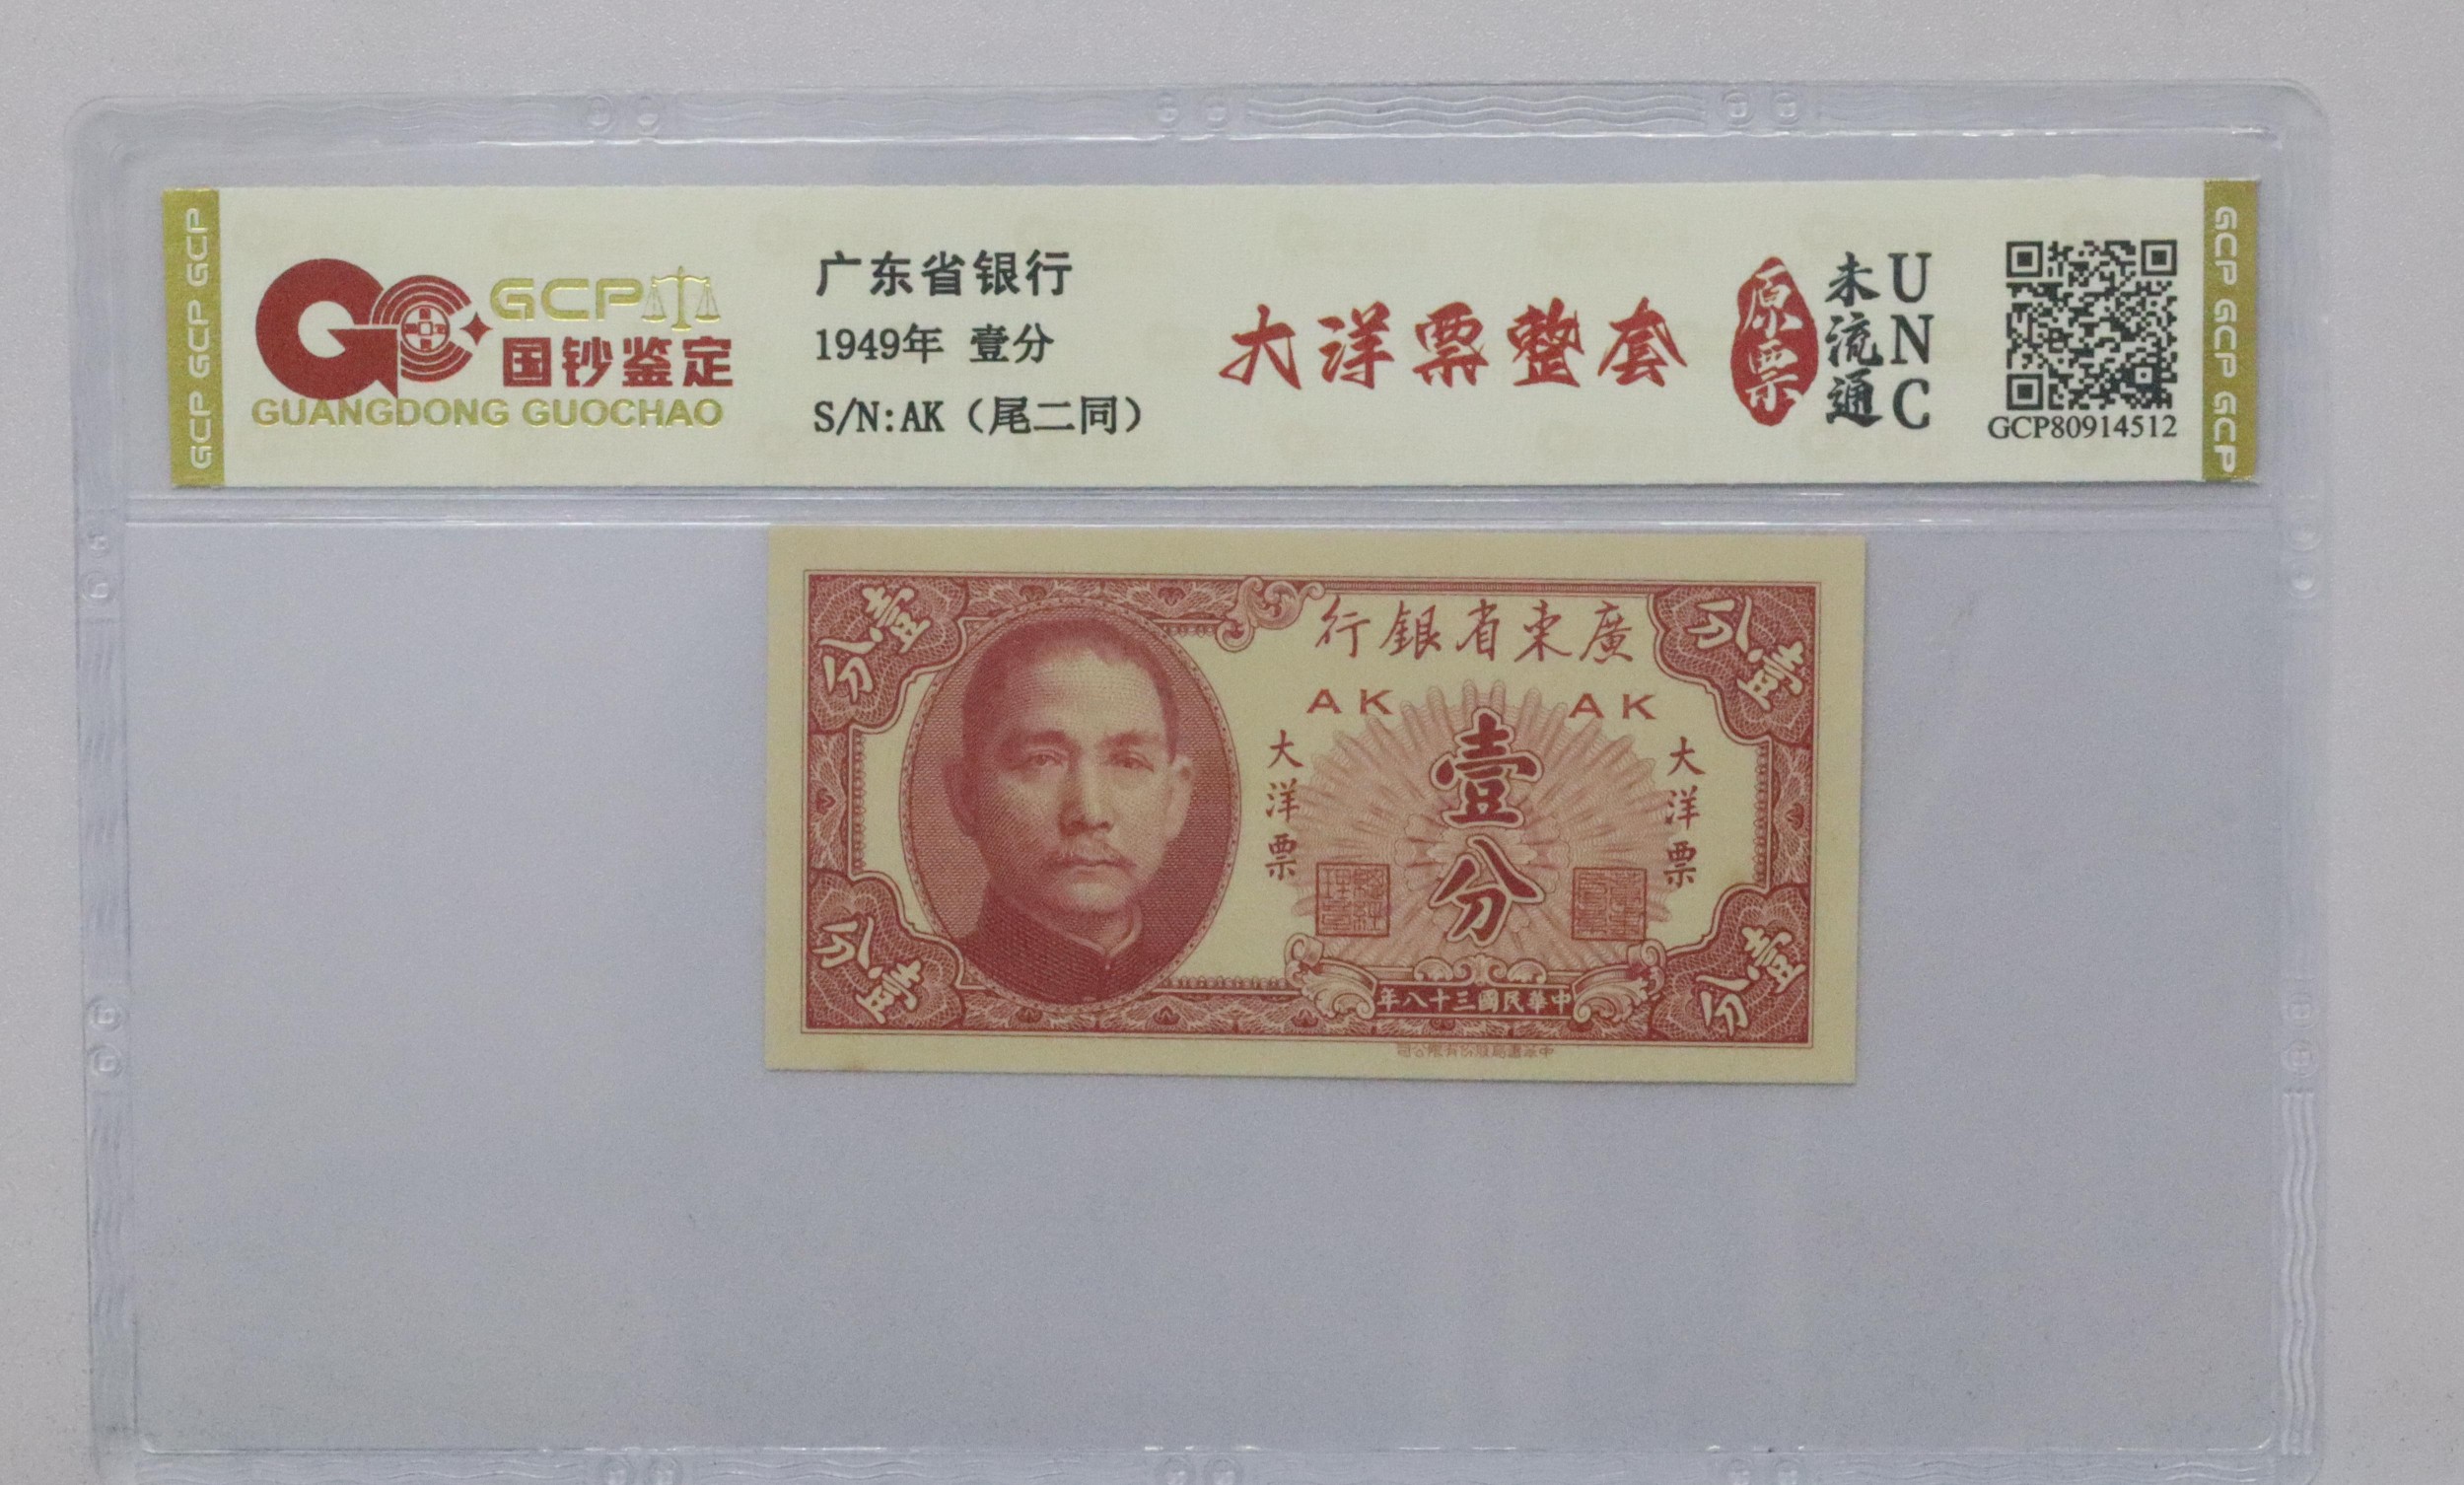 GCP GCP GCP
GCP
国钞鉴定
GUANGDONG GUOCHAO
广东省银行
1949年 壹分
S/N:AK（尾二同）
大洋票整套
原票
未流通
UNC
GCP80914512
GCP GCP GCP
壹分
分壹
行銀省東廣
AK AK
大洋票
壹分
大洋票
年八十三國民華中
分壹
壹分